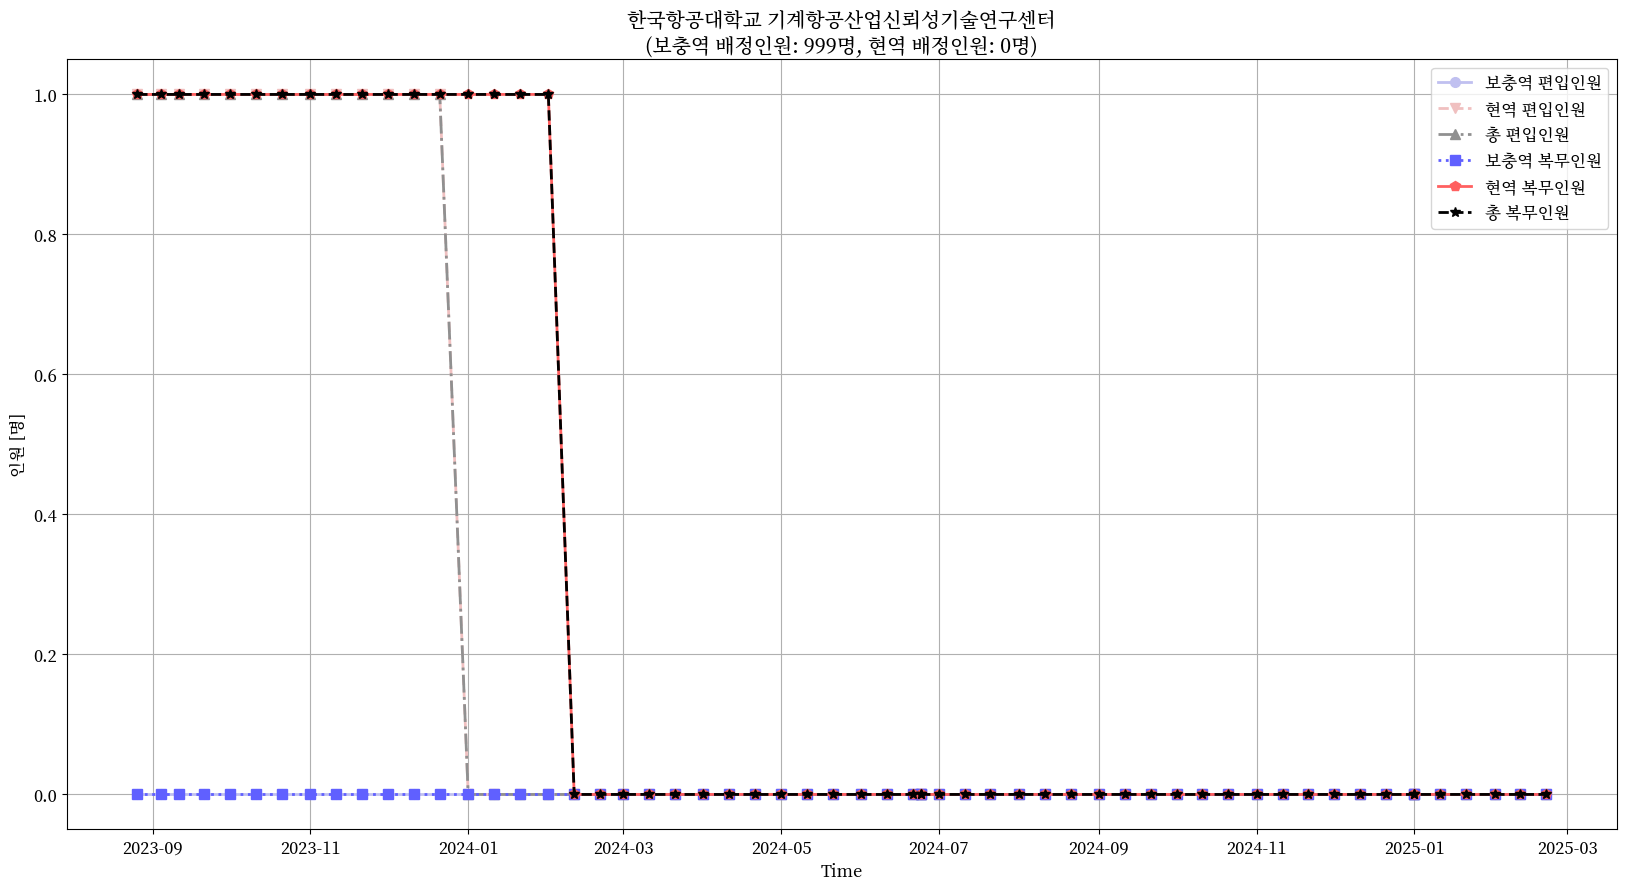 한국항공대학교 기계항공산업신뢰성기술연구센터
(보충역 배정인원: 999명, 현역 배정인원: 0명)
보충역 편입인원
현역 편입인원
총 편입인원
보충역 복무인원
현역 복무인원
총 복무인원
인원 [명]
1.0
0.8
0.6
0.4
0.2
0.0
2023-09
2023-11
2024-01
2024-03
2024-05
2024-07
2024-09
2024-11
2025-01
2025-03
Time